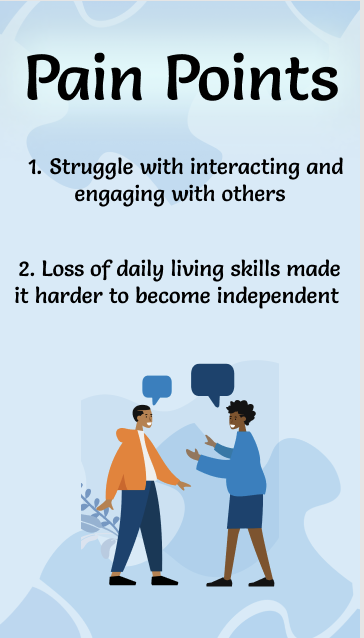 Pain Points
1. Struggle with interacting and
engaging with others
2. Loss of daily living skills made
it harder to become independent